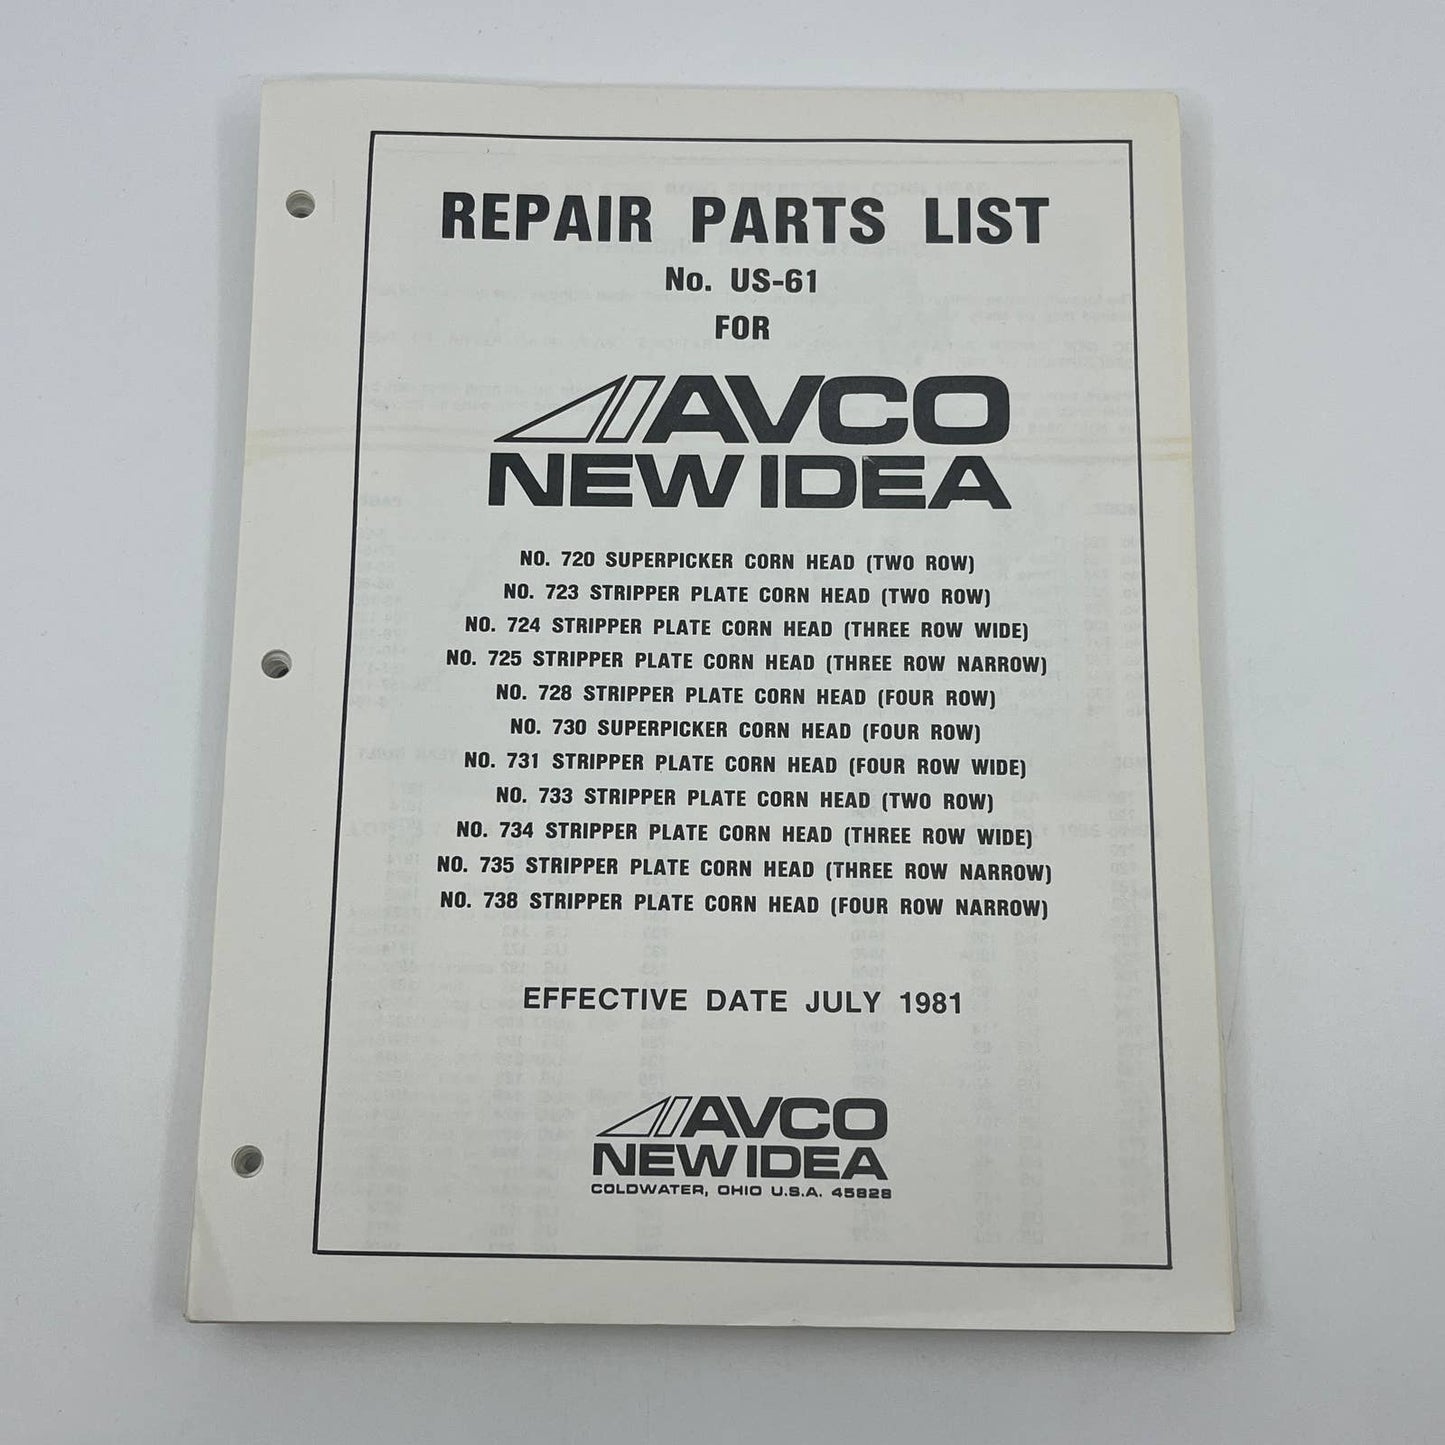 REPAIR PARTS LIST
No. US-61
FOR
AVCO
NEW IDEA
NO. 720 SUPERPICKER CORN HEAD (TWO ROW)
NO. 723 STRIPPER PLATE CORN HEAD (TWO ROW)
NO. 724 STRIPPER PLATE CORN HEAD (THREE ROW WIDE)
NO. 725 STRIPPER PLATE CORN HEAD (THREE ROW NARROW)
NO. 728 STRIPPER PLATE CORN HEAD (FOUR ROW)
NO. 730 SUPERPICKER CORN HEAD (FOUR ROW)
NO. 731 STRIPPER PLATE CORN HEAD (FOUR ROW WIDE)
NO. 733 STRIPPER PLATE CORN HEAD (TWO ROW)
NO. 734 STRIPPER PLATE CORN HEAD (THREE ROW WIDE)
NO. 735 STRIPPER PLATE CORN HEAD (THREE ROW NARROW)
NO. 738 STRIPPER PLATE CORN HEAD (FOUR ROW NARROW)
EFFECTIVE DATE JULY 1981
AVCO
NEW IDEA
COLDWATER, OHIO U.S.A. 45828